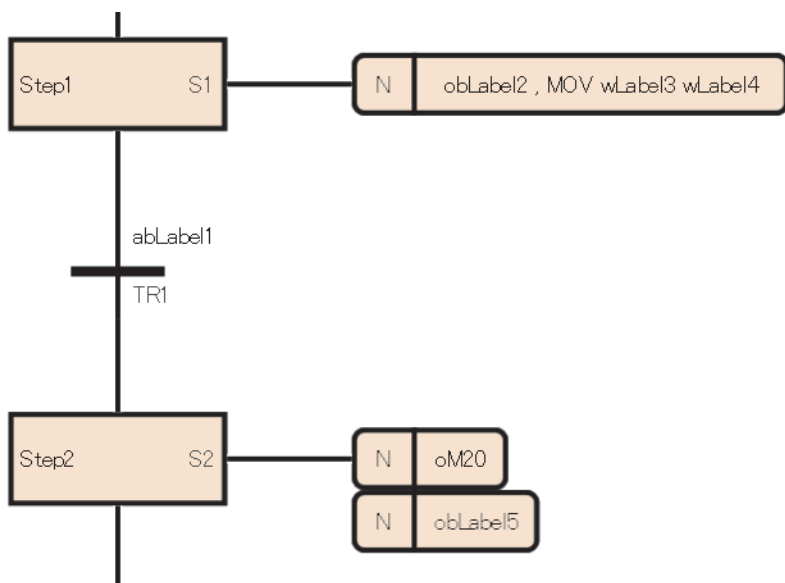 Step1 S1 N obLabel2 , MOV wLabel3 wLabel4
abLabel1
TR1
Step2 S2 N oM20
N obLabel5